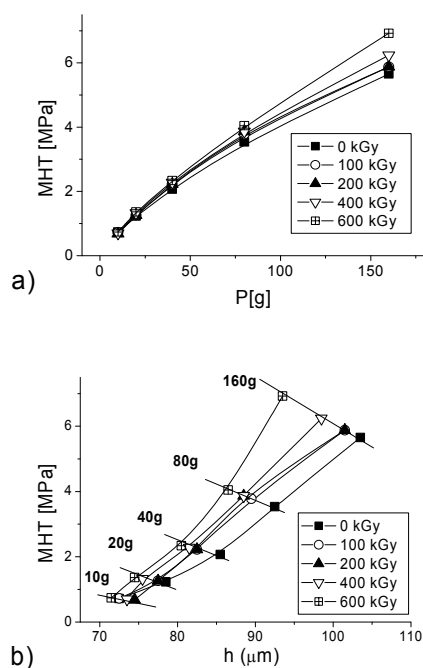 MHT [MPa]
6
4
2
0
0 kGy
100 kGy
200 kGy
400 kGy
600 kGy
0 50 100 150
P[g]
a)
MHT [MPa]
6
4
2
0
160g
80g
40g
20g
10g
0 kGy
100 kGy
200 kGy
400 kGy
600 kGy
70 80 90 100 110
h (μm)
b)